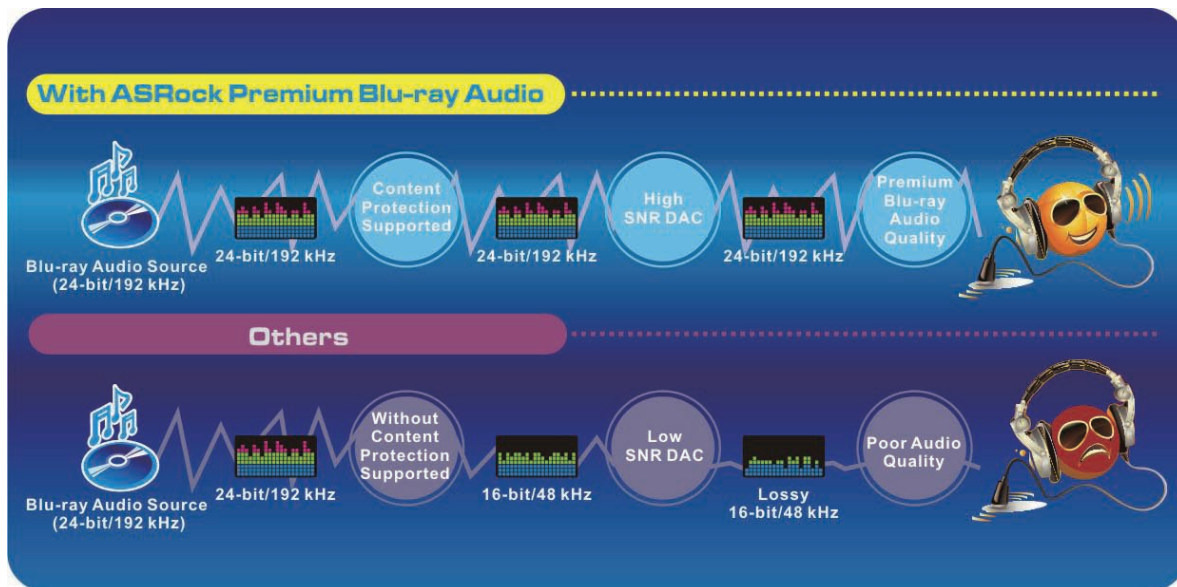 With ASRock Premium Blu-ray Audio
Blu-ray Audio Source
(24-bit/192 kHz)
24-bit/192 kHz
Content
Protection
Supported
24-bit/192 kHz
High
SNR DAC
24-bit/192 kHz
Premium
Blu-ray
Audio
Quality
Others
Blu-ray Audio Source
(24-bit/192 kHz)
24-bit/192 kHz
Without
Content
Protection
Supported
16-bit/48 kHz
Low
SNR DAC
Lossy
16-bit/48 kHz
Poor Audio
Quality